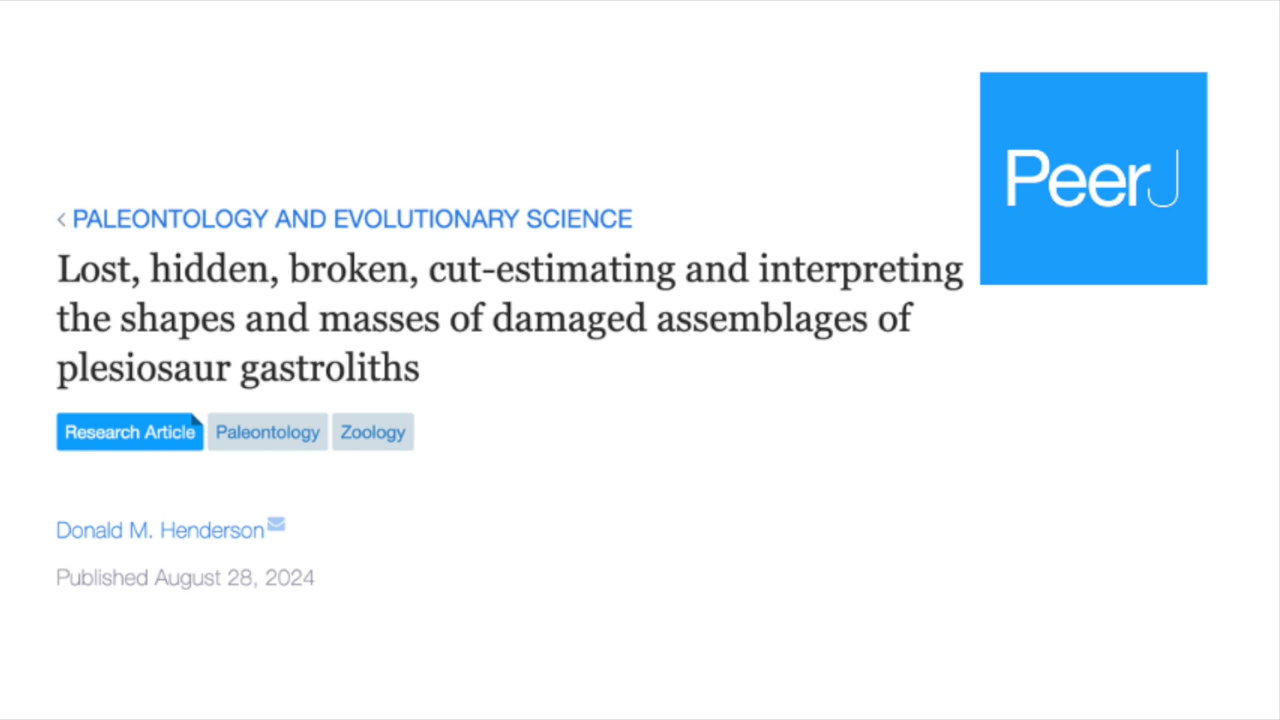 PeerJ
< PALEONTOLOGY AND EVOLUTIONARY SCIENCE
Lost, hidden, broken, cut-estimating and interpreting
the shapes and masses of damaged assemblages of
plesiosaur gastroliths
Research Article Paleontology Zoology
Donald M. Henderson
Published August 28, 2024